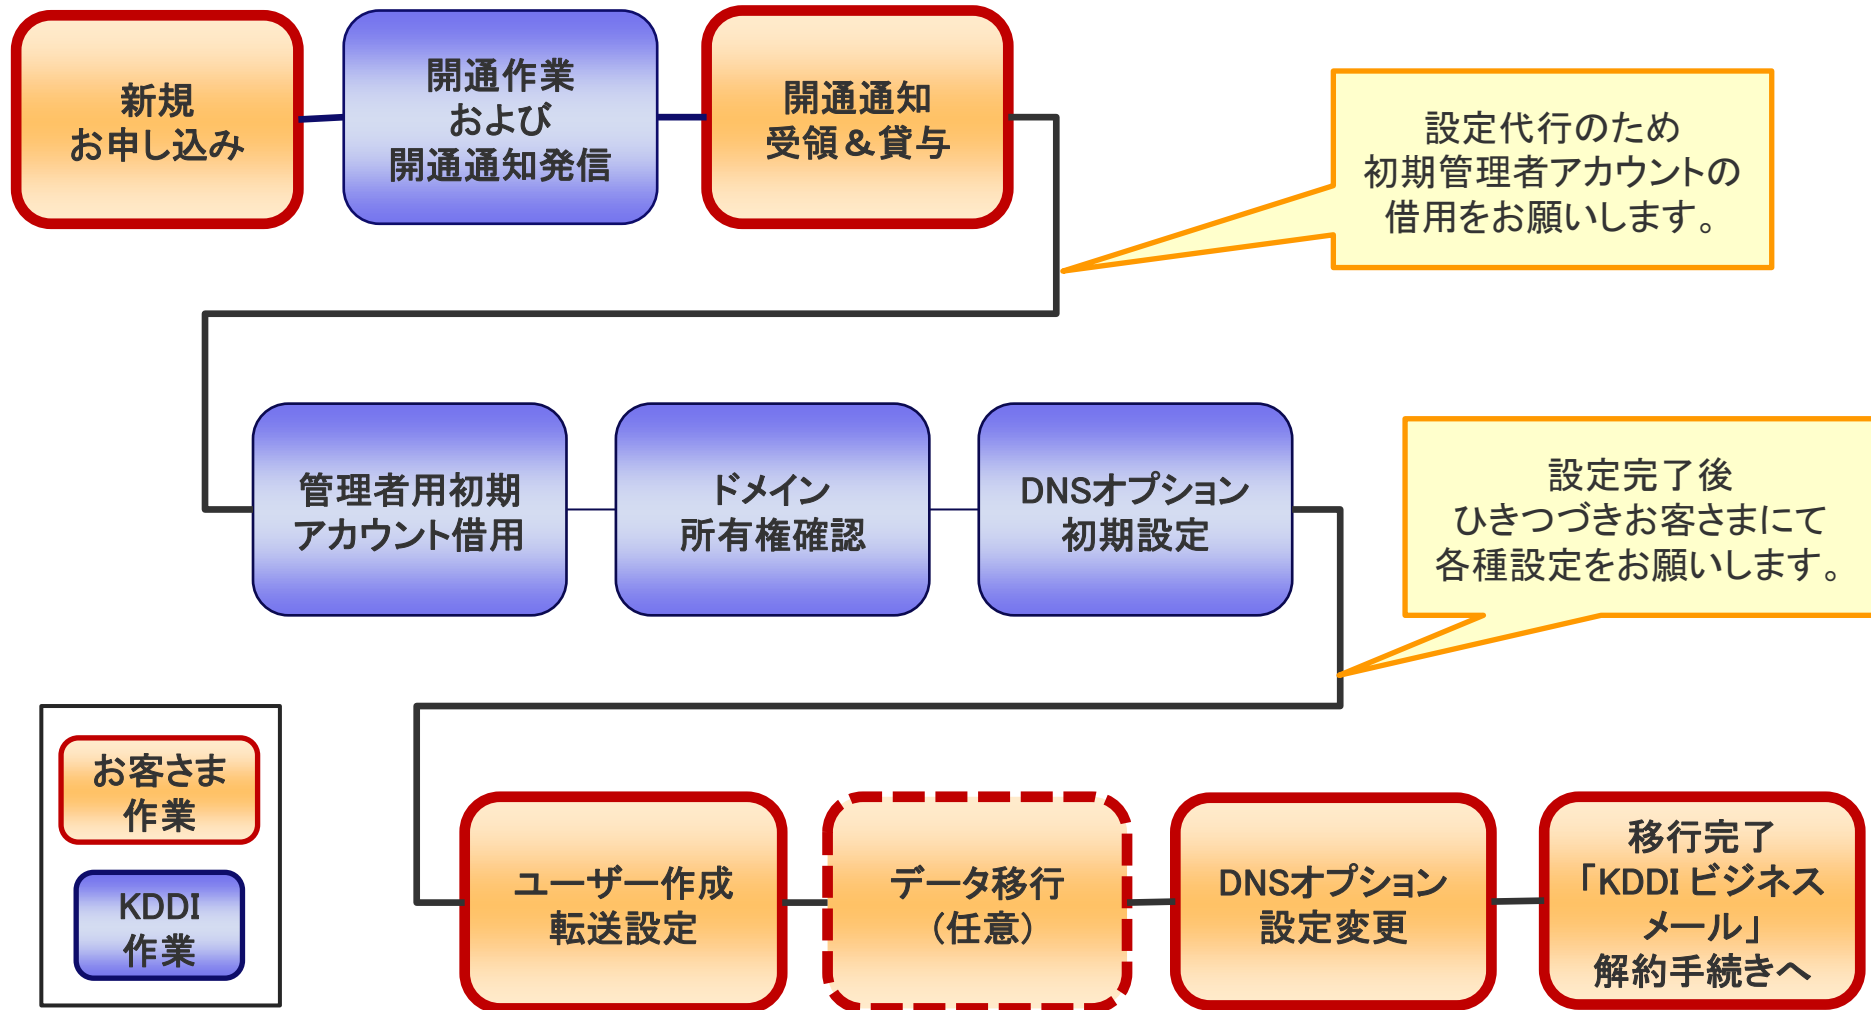 新規
お申し込み
開通作業
および
開通通知発信
開通通知
受領＆貸与
設定代行のため
初期管理者アカウントの
借用をお願いします。
管理者用初期
アカウント借用
ドメイン
所有権確認
DNSオプション
初期設定
設定完了後
ひきつづきお客さまにて
各種設定をお願いします。
お客さま
作業
KDDI
作業
ユーザー作成
転送設定
データ移行
（任意）
DNSオプション
設定変更
移行完了
「KDDI ビジネス
メール」
解約手続きへ